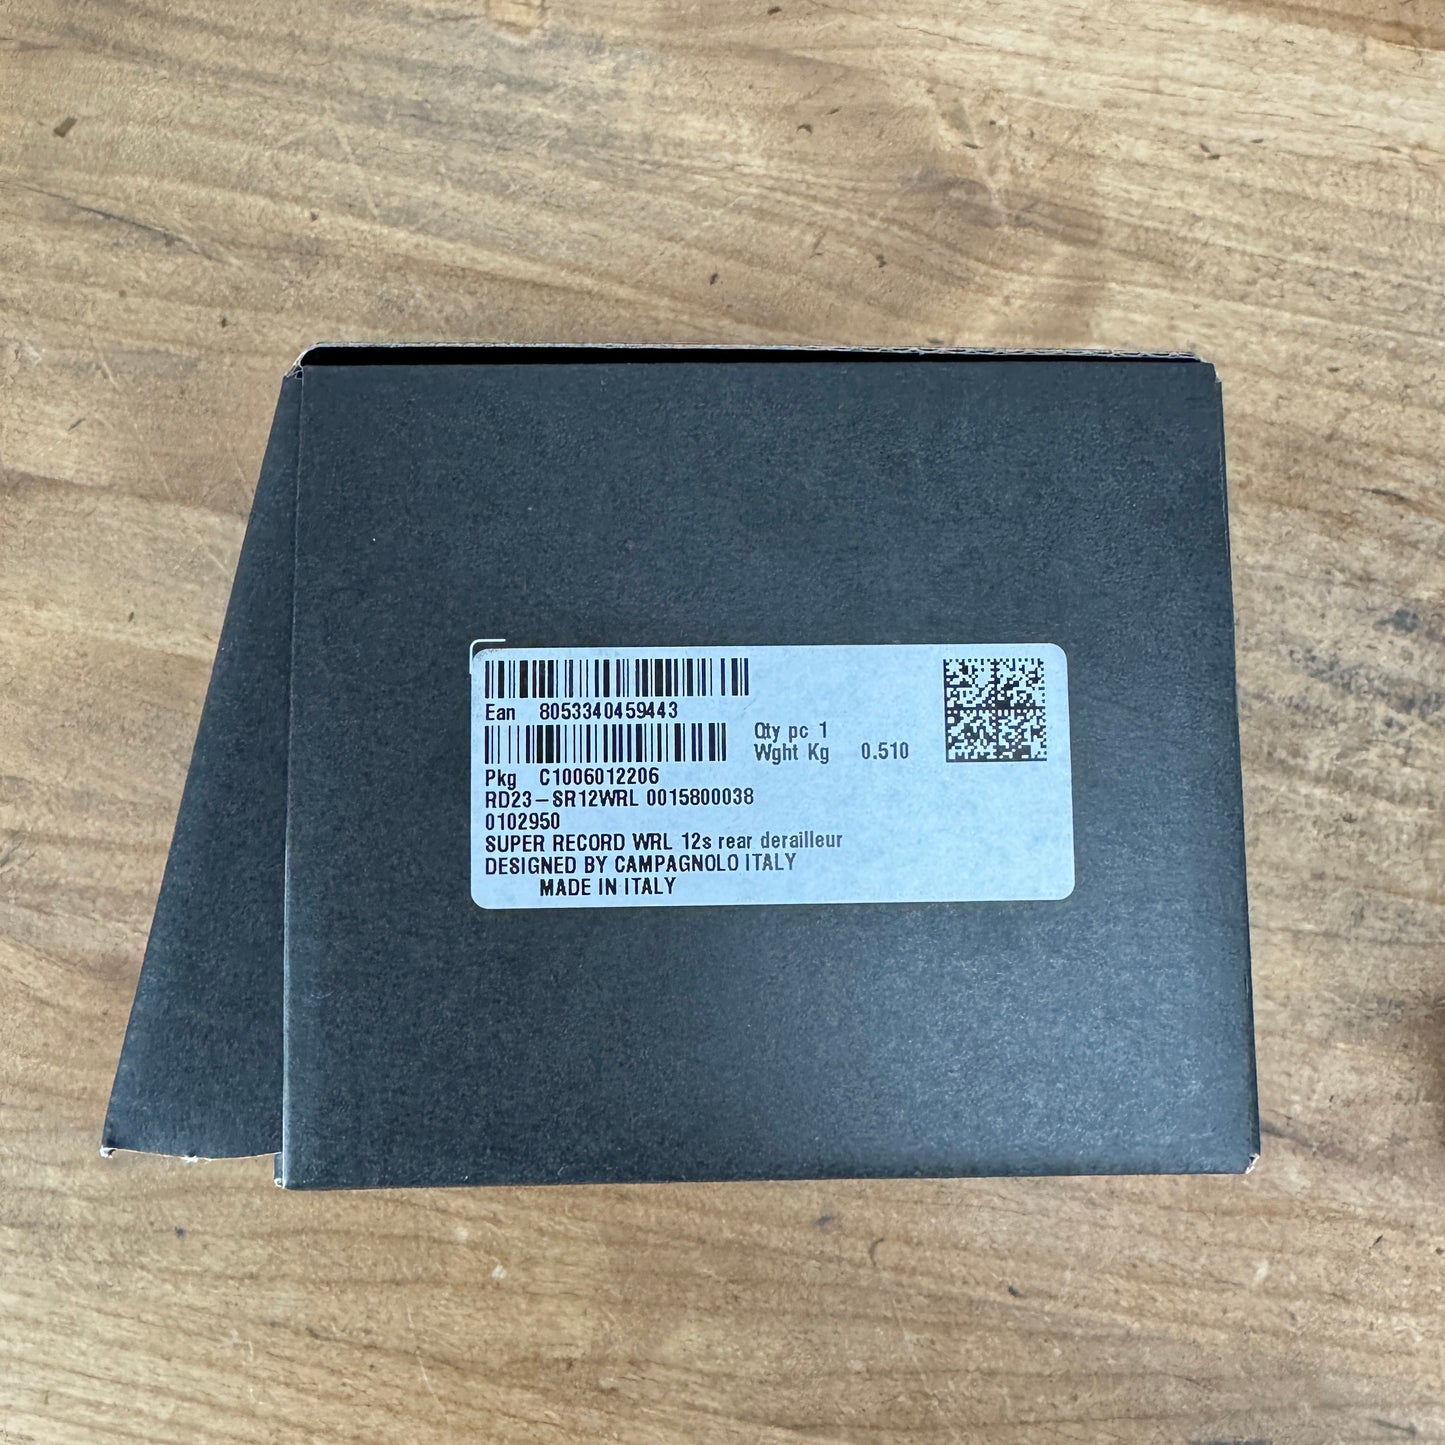 Ean 8053340459443
Qty pc 1
Wght Kg 0.510
Pkg C1006012206
RD23-SR12WRL 0015800038
0102950
SUPER RECORD WRL 12s rear derailleur
DESIGNED BY CAMPAGNOLO ITALY
MADE IN ITALY